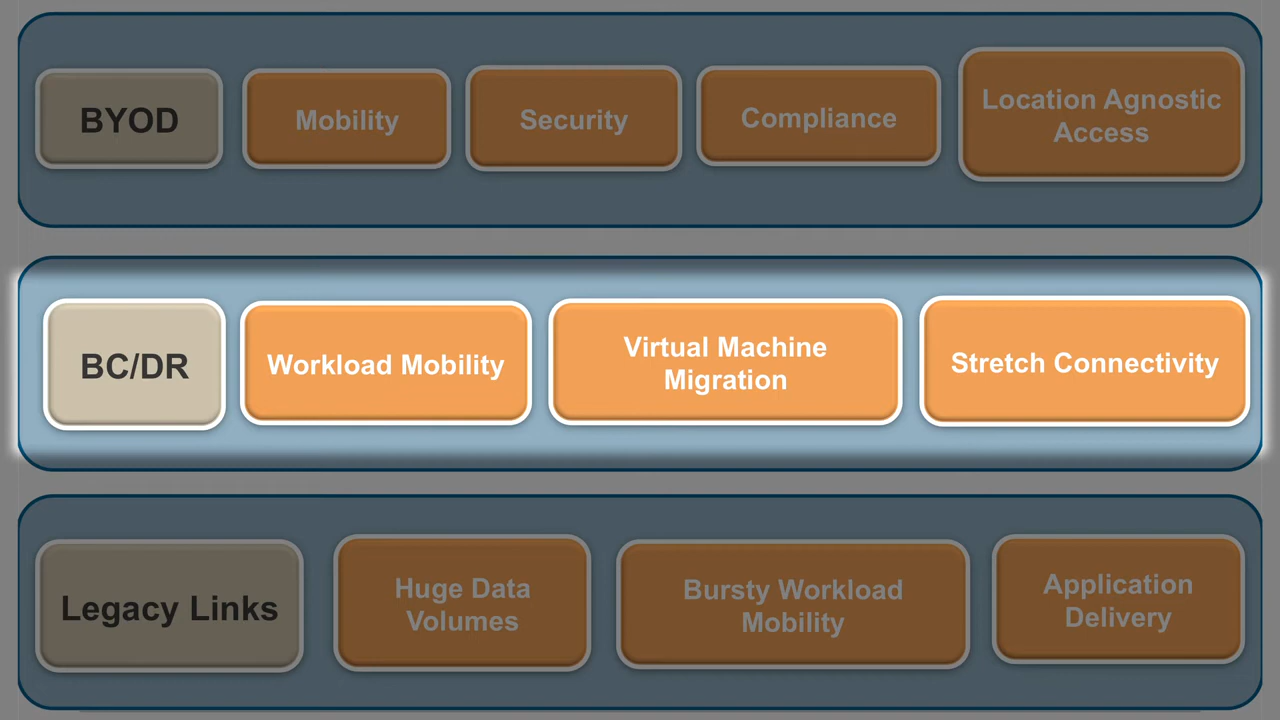 BYOD
Mobility
Security
Compliance
Location Agnostic
Access
BC/DR
Workload Mobility
Virtual Machine
Migration
Stretch Connectivity
Legacy Links
Huge Data
Volumes
Bursty Workload
Mobility
Application
Delivery